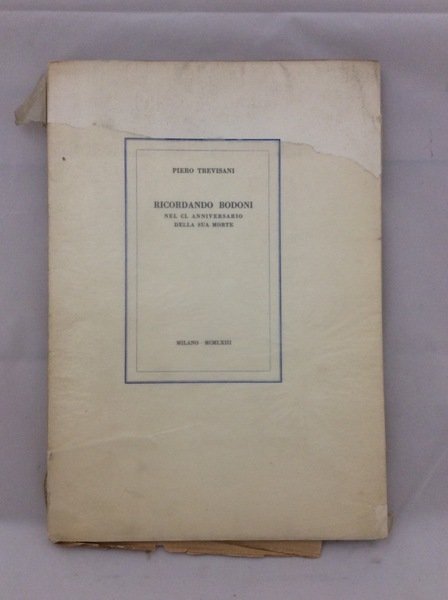 PIERO TREVISANI
RICORDANDO BODONI
NEL CL ANNIVERSARIO
DELLA SUA MORTE
MILANO MCMLXIII